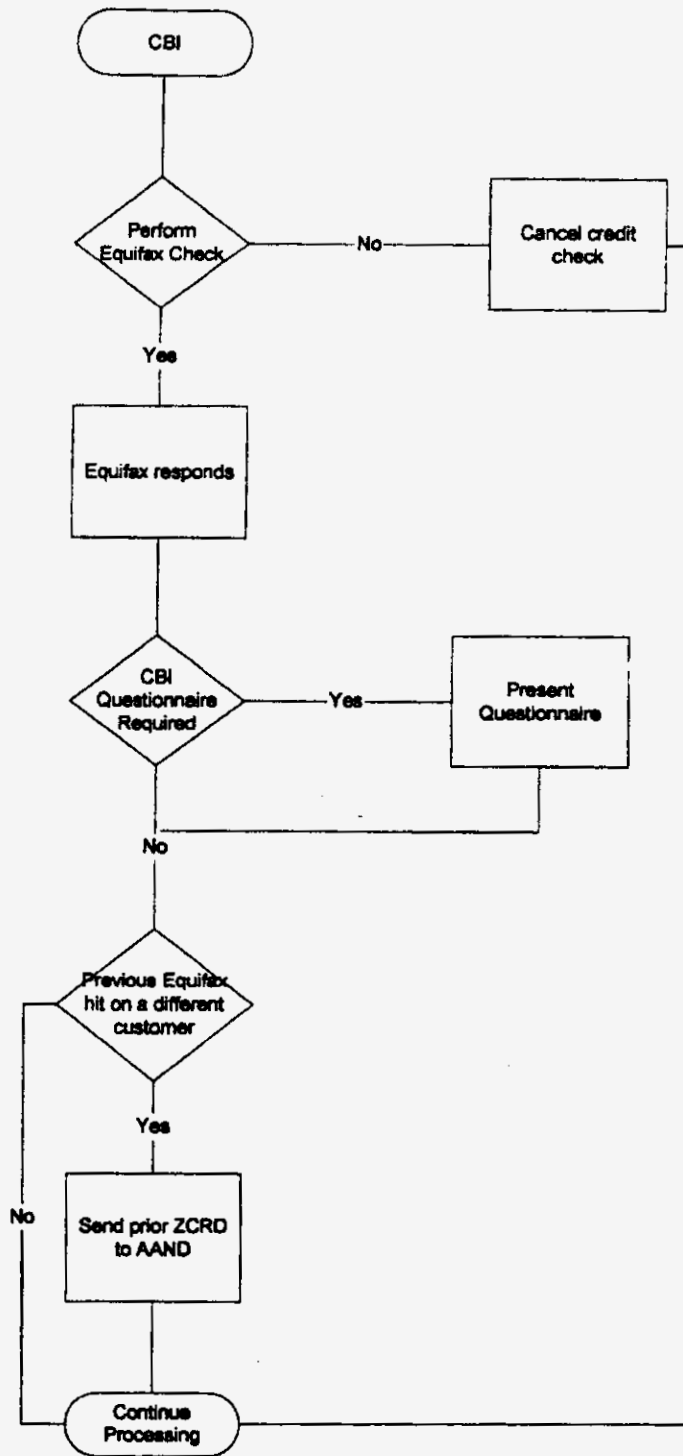 CBI
Perform
Equifax Check
No
Cancel credit
check
Yes
Equifax responds
CBI
Questionnaire
Required
Yes
Present
Questionnaire
No
Previous Equifax
hit on a different
customer
Yes
No
Send prior ZCRD
to AAND
Continue
Processing